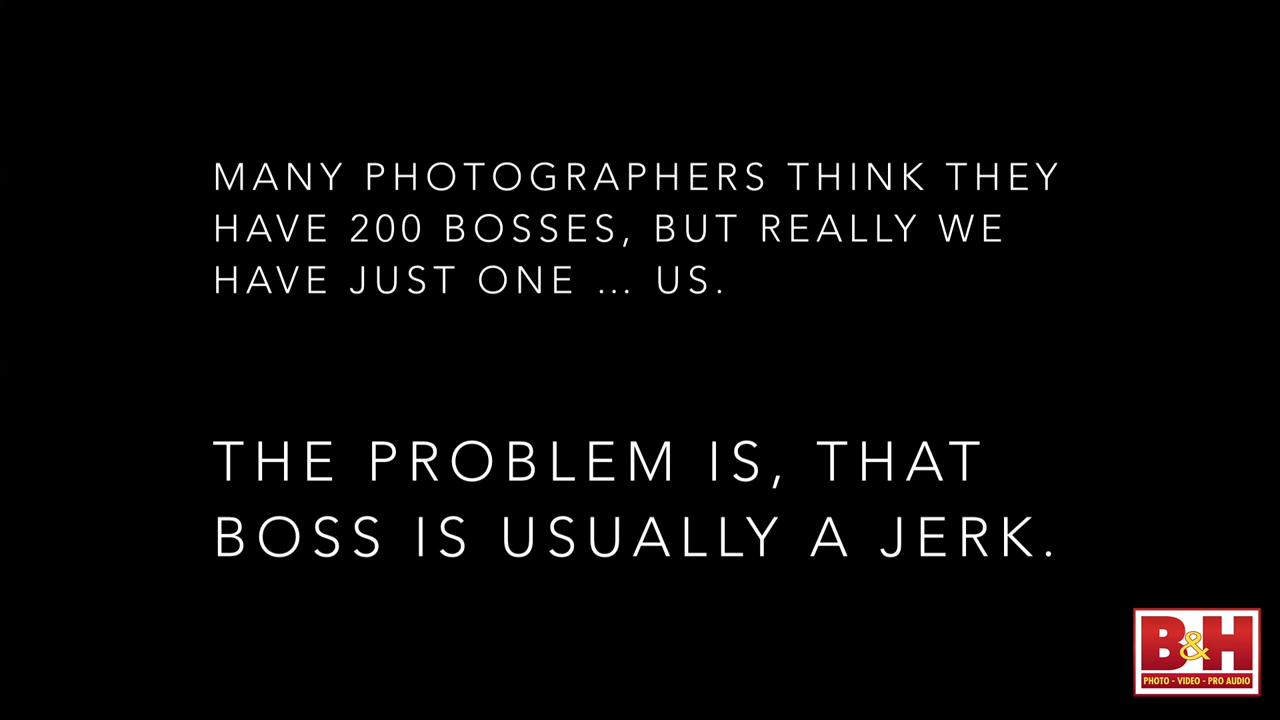 MANY PHOTOGRAPHERS THINK THEY
HAVE 200 BOSSES, BUT REALLY WE
HAVE JUST ONE ... US.
THE PROBLEM IS, THAT
BOSS IS USUALLY A JERK.
B&H
PHOTO - VIDEO - PRO AUDIO